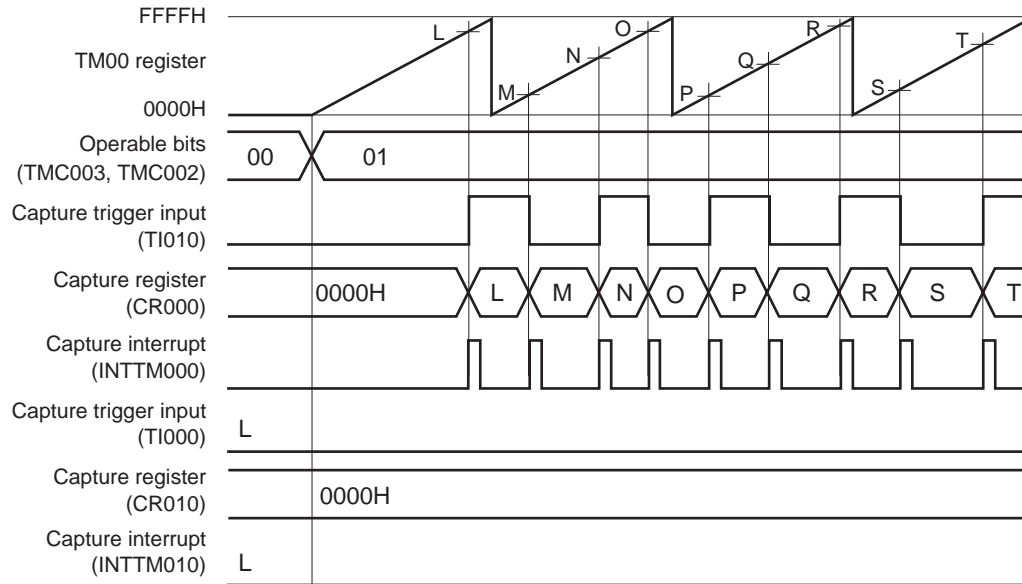 FFFFH
TM00 register
0000H
L M N O P Q R S T
Operable bits
(TMC003, TMC002)
00 01
Capture trigger input
(TI010)
Capture register
(CR000)
0000H L M N O P Q R S T
Capture interrupt
(INTTM000)
Capture trigger input
(TI000)
L
Capture register
(CR010)
0000H
Capture interrupt
(INTTM010)
L